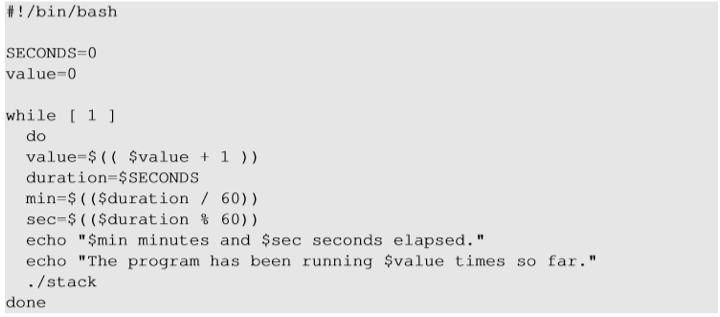 #!/bin/bash

SECONDS=0
value=0

while [ 1 ]
  do
  value=$(( $value + 1 ))
  duration=$SECONDS
  min=$(($duration / 60))
  sec=$(($duration % 60))
  echo "$min minutes and $sec seconds elapsed."
  echo "The program has been running $value times so far."
  ./stack
done